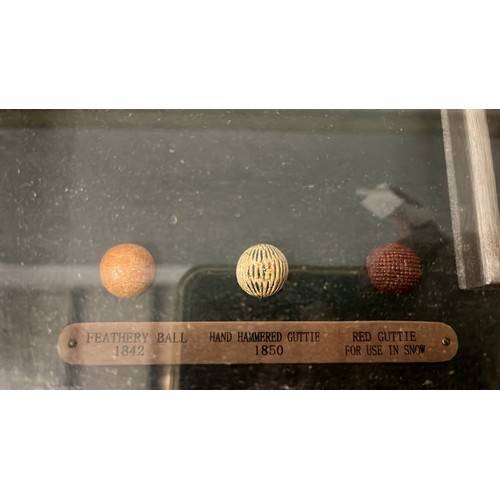 FEATHERY BALL
1842
HAND HAMMERED GUTTIE
1850
RED GUTTIE
FOR USE IN SNOW